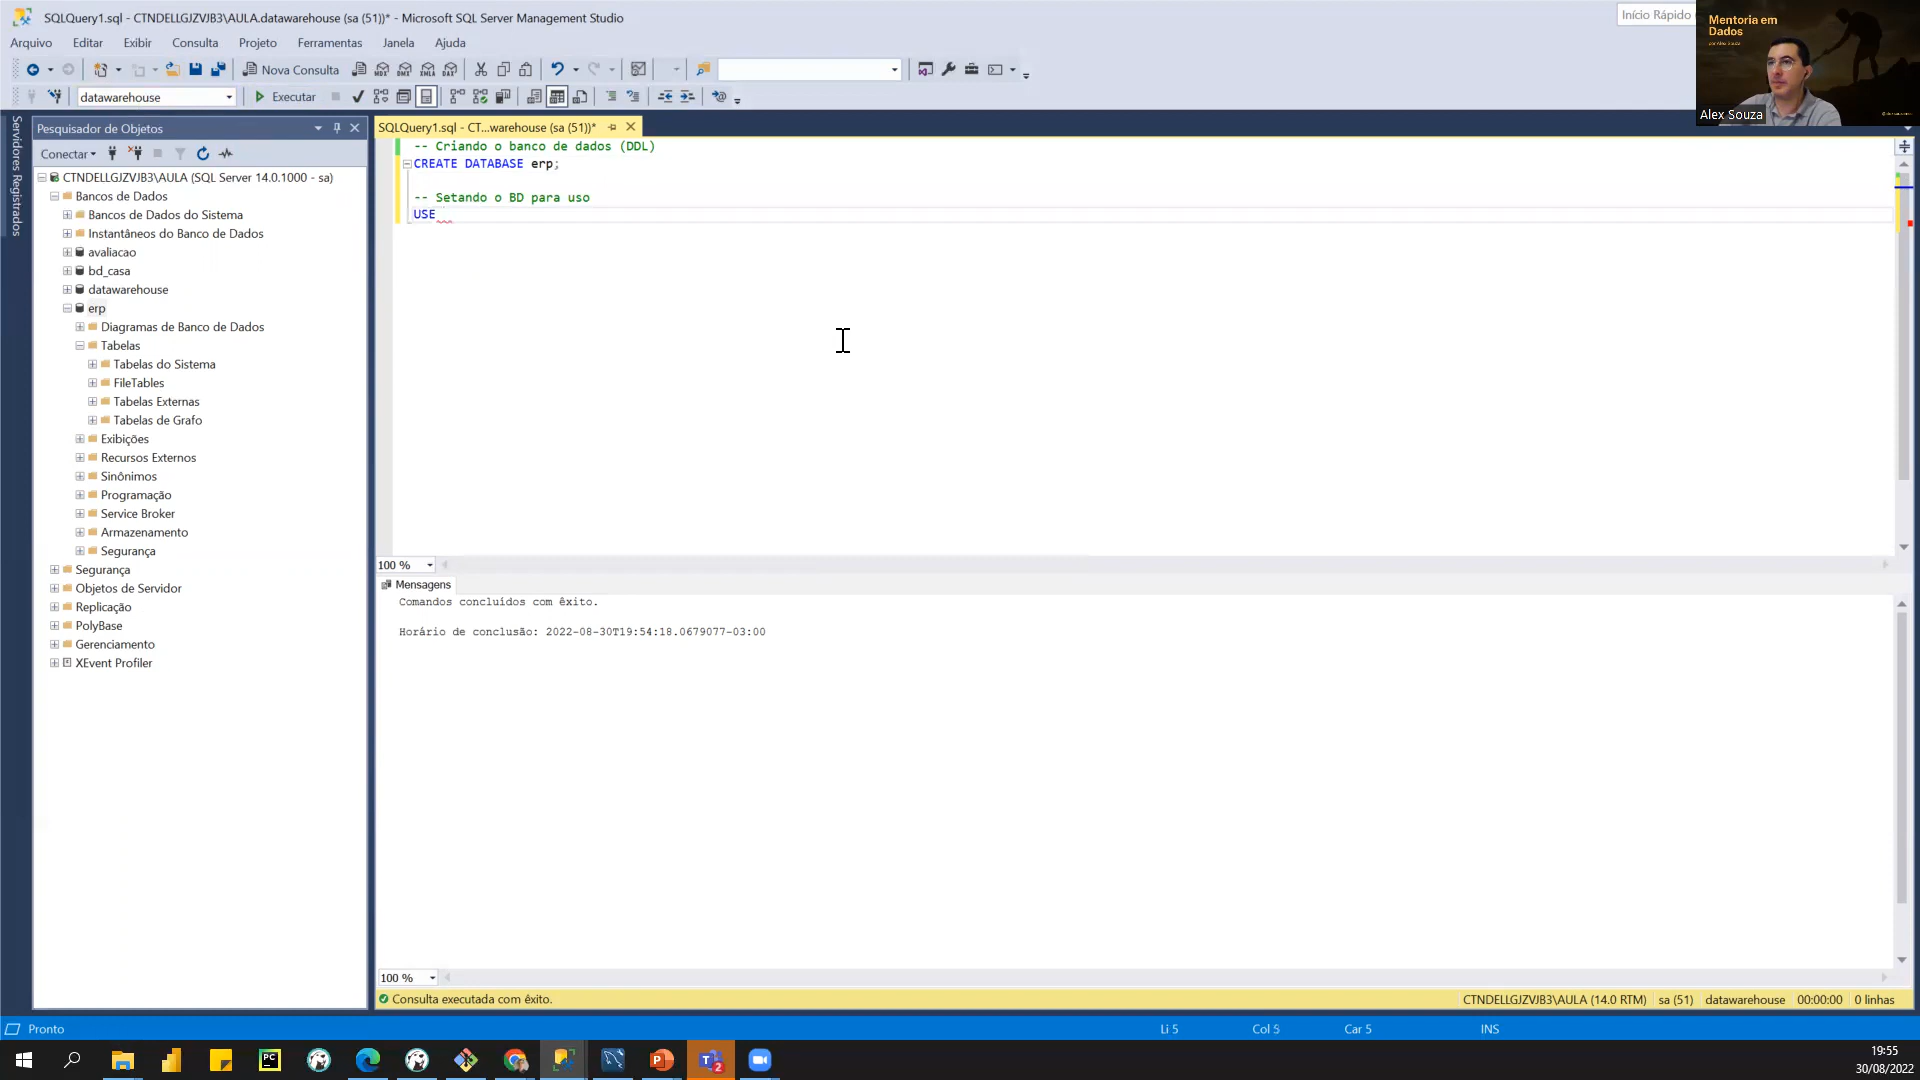 SQLQuery1.sql - CTNDELLGJZVJB3\AULA.datawarehouse (sa (51))* - Microsoft SQL Server Management Studio
Início Rápido
Mentoria em
Dados
Alex Souza
Arquivo
Editar
Exibir
Consulta
Projeto
Ferramentas
Janela
Ajuda
Nova Consulta
MDX
DMX
XMLA
DAX
datawarehouse
Executar
Servidores Registrados
Pesquisador de Objetos
Conectar
CTNDELLGJZVJB3\AULA (SQL Server 14.0.1000 - sa)
Bancos de Dados
Bancos de Dados do Sistema
Instantâneos do Banco de Dados
avaliacao
bd_casa
datawarehouse
erp
Diagramas de Banco de Dados
Tabelas
Tabelas do Sistema
FileTables
Tabelas Externas
Tabelas de Grafo
Exibições
Recursos Externos
Sinônimos
Programação
Service Broker
Armazenamento
Segurança
Segurança
Objetos de Servidor
Replicação
PolyBase
Gerenciamento
XEvent Profiler
SQLQuery1.sql - CT...warehouse (sa (51))*
-- Criando o banco de dados (DDL)
CREATE DATABASE erp;
-- Setando o BD para uso
USE
100 %
Mensagens
Comandos concluídos com êxito.
Horário de conclusão: 2022-08-30T19:54:18.0679077-03:00
100 %
Consulta executada com êxito.
CTNDELLGJZVJB3\AULA (14.0 RTM)
sa (51)
datawarehouse
00:00:00
0 linhas
Pronto
Li 5
Col 5
Car 5
INS
PC
P
2
19:55
30/08/2022